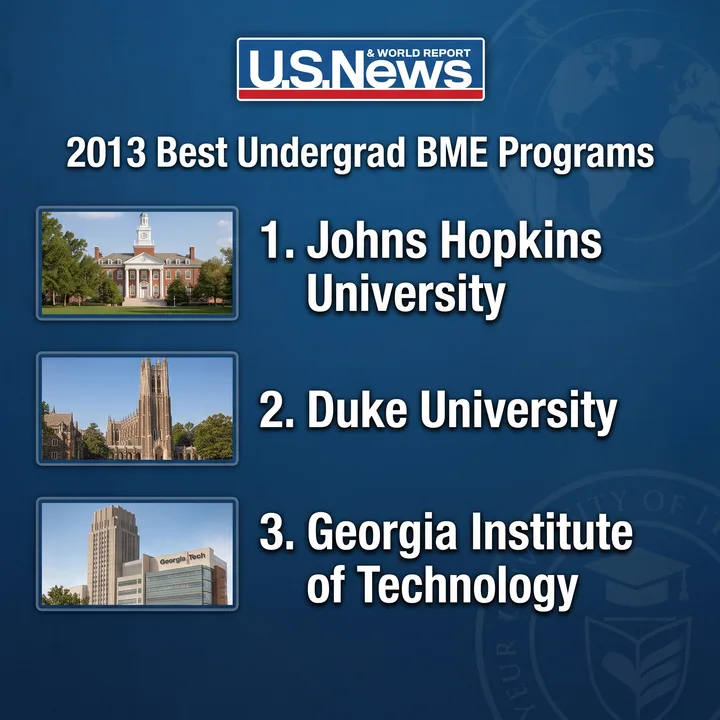 U.S.News
& WORLD REPORT
2013 Best Undergrad BME Programs
1. Johns Hopkins
University
2. Duke University
3. Georgia Institute
of Technology
Georgia Tech